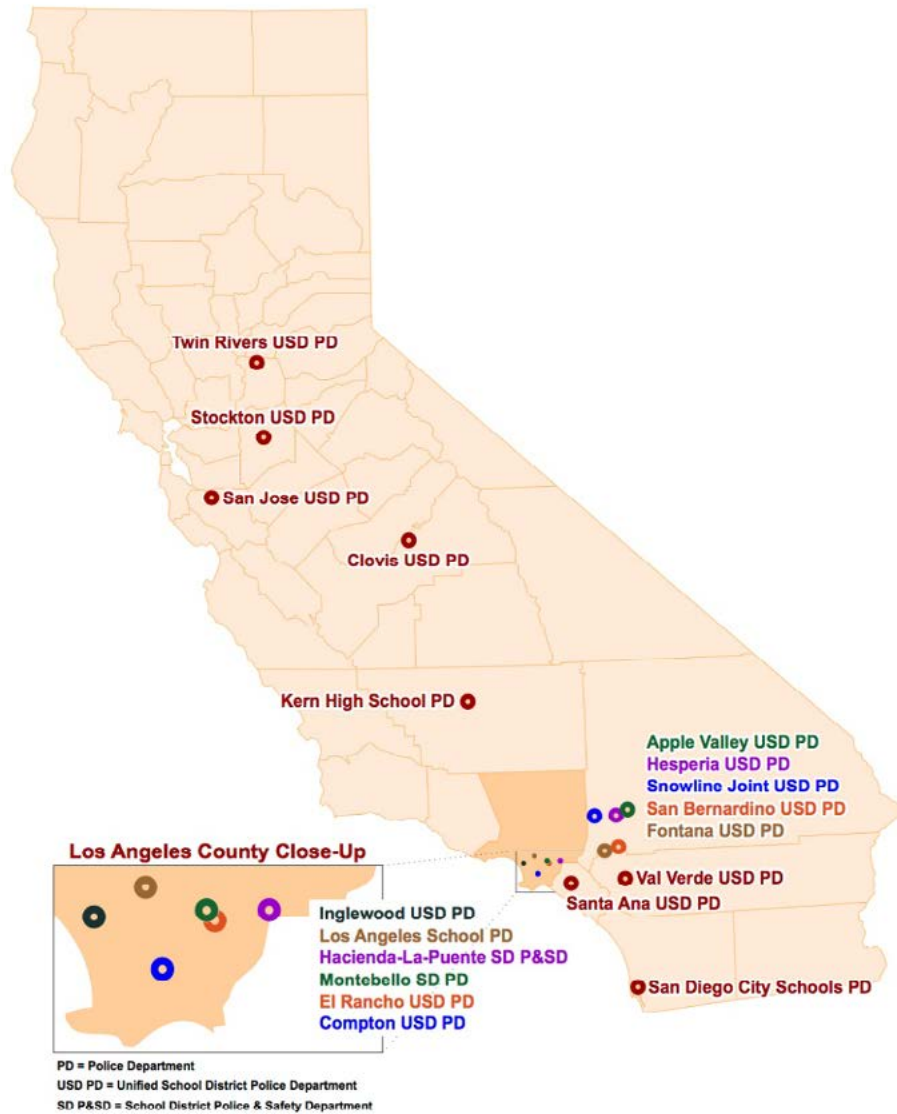 Twin Rivers USD PD
Stockton USD PD
San Jose USD PD
Clovis USD PD
Kern High School PD
Apple Valley USD PD
Hesperia USD PD
Snowline Joint USD PD
San Bernardino USD PD
Fontana USD PD
Val Verde USD PD
Santa Ana USD PD
San Diego City Schools PD
Los Angeles County Close-Up
Inglewood USD PD
Los Angeles School PD
Hacienda-La-Puente SD P&SD
Montebello SD PD
El Rancho USD PD
Compton USD PD
PD = Police Department
USD PD = Unified School District Police Department
SD P&SD = School District Police & Safety Department